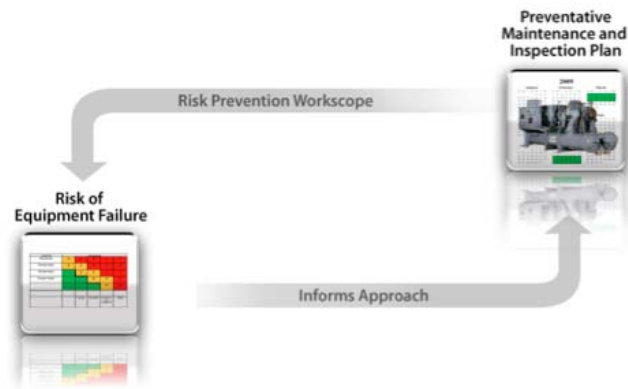 Preventative
Maintenance and
Inspection Plan
Risk Prevention Workscope
Risk of
Equipment Failure
Informs Approach